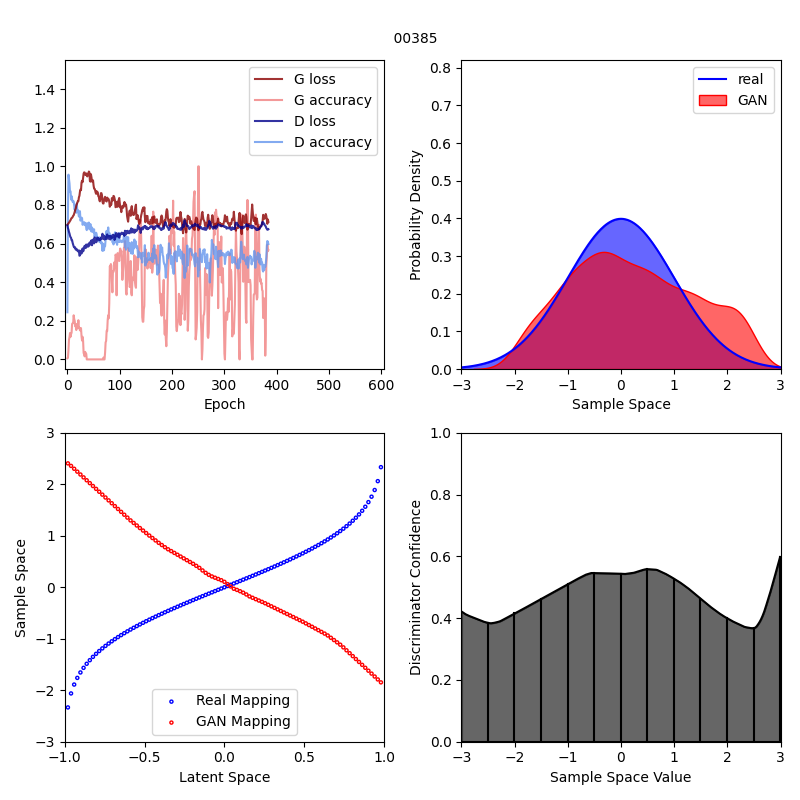 00385
G loss
G accuracy
D loss
D accuracy
1.4
1.2
1.0
0.8
0.6
0.4
0.2
0.0
0 100 200 300 400 500 600
Epoch
real
GAN
Probability Density
0.8
0.7
0.6
0.5
0.4
0.3
0.2
0.1
0.0
−3 −2 −1 0 1 2 3
Sample Space
Sample Space
3
2
1
0
−1
−2
−3
Real Mapping
GAN Mapping
−1.0 −0.5 0.0 0.5 1.0
Latent Space
Discriminator Confidence
1.0
0.8
0.6
0.4
0.2
0.0
−3 −2 −1 0 1 2 3
Sample Space Value